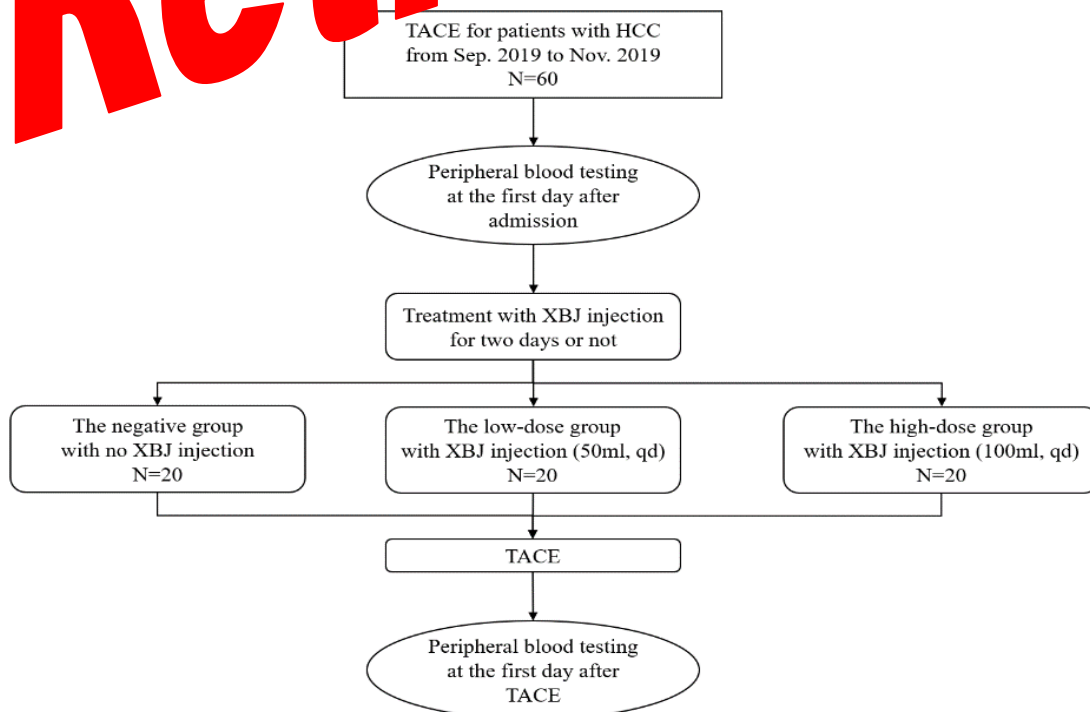 TACE for patients with HCC
from Sep. 2019 to Nov. 2019
N=60
Peripheral blood testing
at the first day after
admission
Treatment with XBJ injection
for two days or not
The negative group
with no XBJ injection
N=20
The low-dose group
with XBJ injection (50ml, qd)
N=20
The high-dose group
with XBJ injection (100ml, qd)
N=20
TACE
Peripheral blood testing
at the first day after
TACE